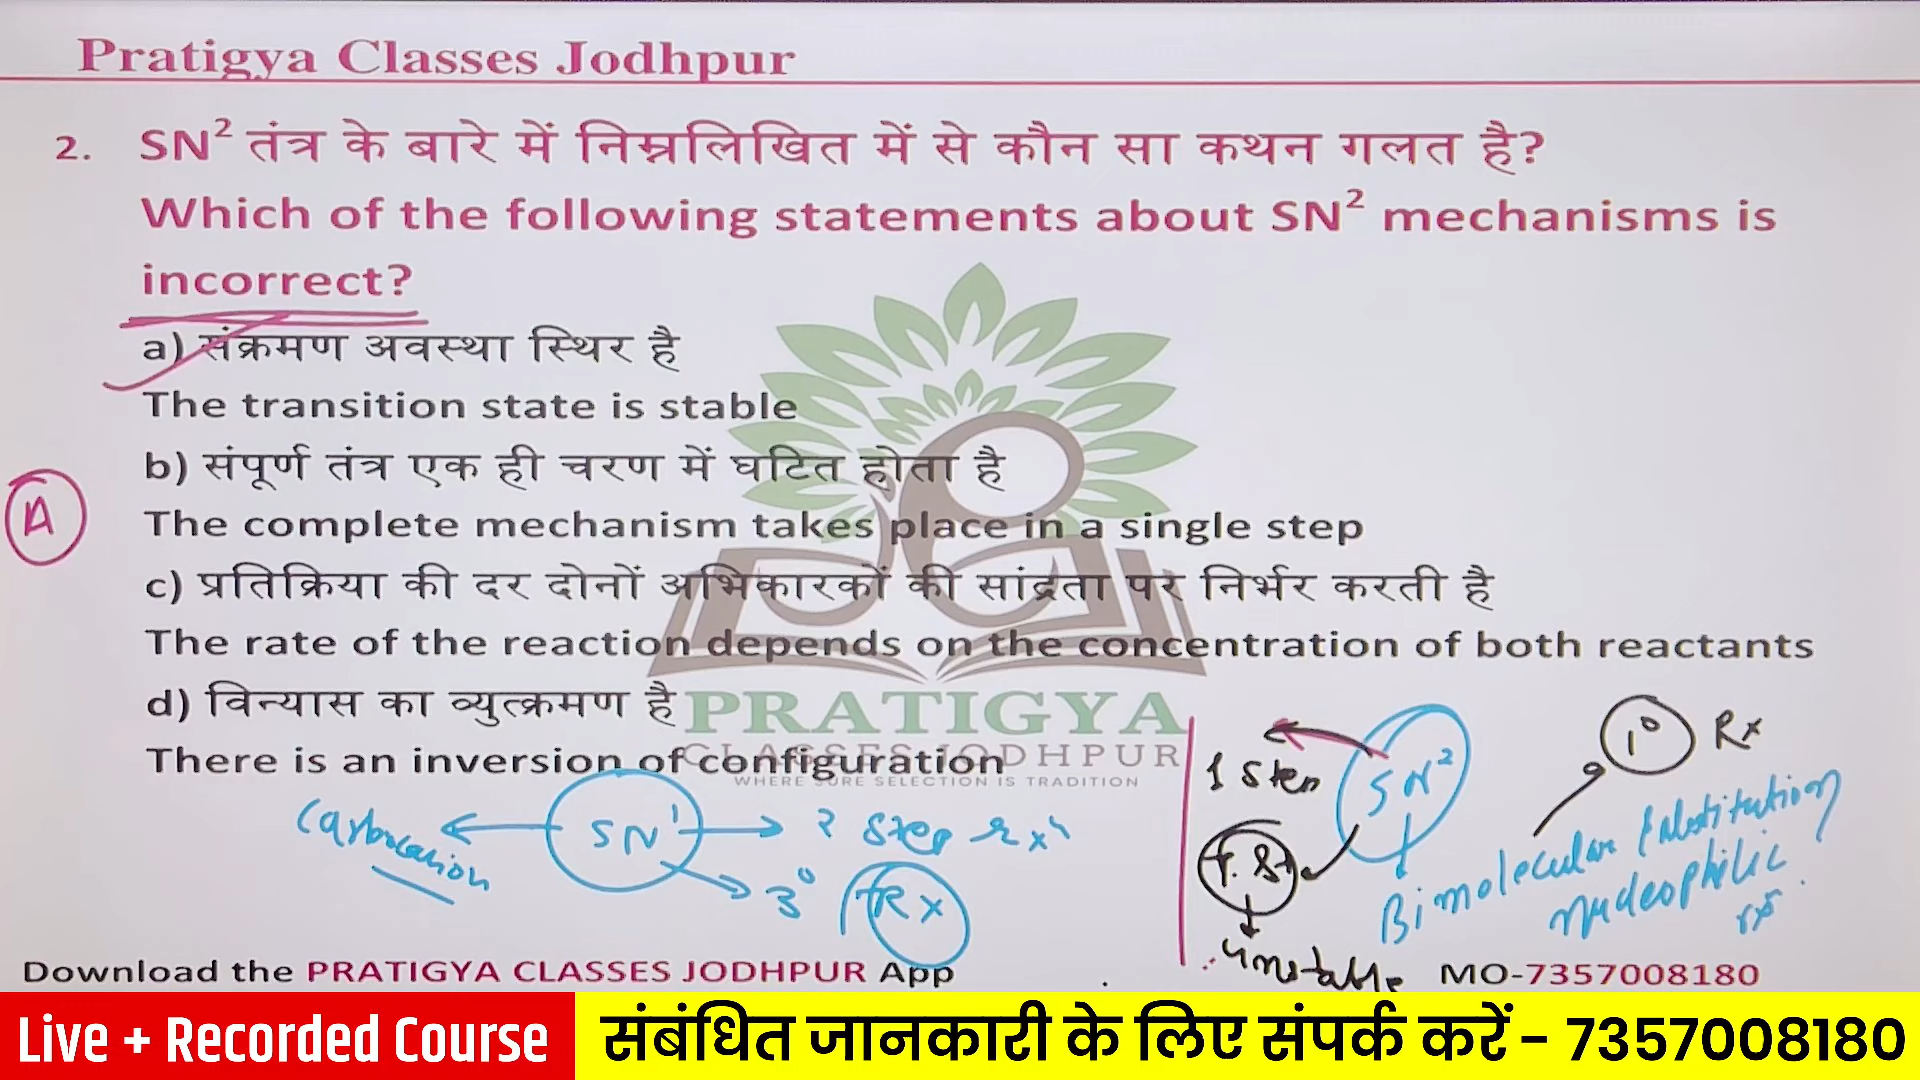 Pratigya Classes Jodhpur
2. SN² तंत्र के बारे में निम्नलिखित में से कौन सा कथन गलत है?
Which of the following statements about SN² mechanisms is
incorrect?
a) संक्रमण अवस्था स्थिर है
The transition state is stable
b) संपूर्ण तंत्र एक ही चरण में घटित होता है
A
The complete mechanism takes place in a single step
c) प्रतिक्रिया की दर दोनों अभिकारकों की सांद्रता पर निर्भर करती है
The rate of the reaction depends on the concentration of both reactants
d) विन्यास का व्युत्क्रमण है
PRATIGYA
There is an inversion of configuration
CLASSES JODHPUR
WHERE SURE SELECTION IS TRADITION
1 Step
SN²
1° Rx
Carbocation
SN¹
2 Step rxn
3° Rx
T. St
Bimolecular
nucleophilic
unstable
Download the PRATIGYA CLASSES JODHPUR App
MO-7357008180
Live + Recorded Course
संबंधित जानकारी के लिए संपर्क करें – 7357008180